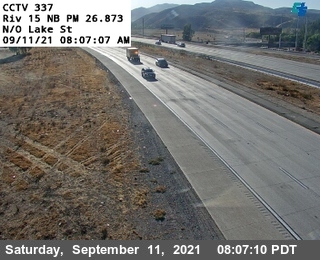 CCTV 337
Riv 15 NB PM 26.873
N/O Lake St
09/11/21 08:07:07 AM
Saturday, September 11, 2021 08:07:10 PDT